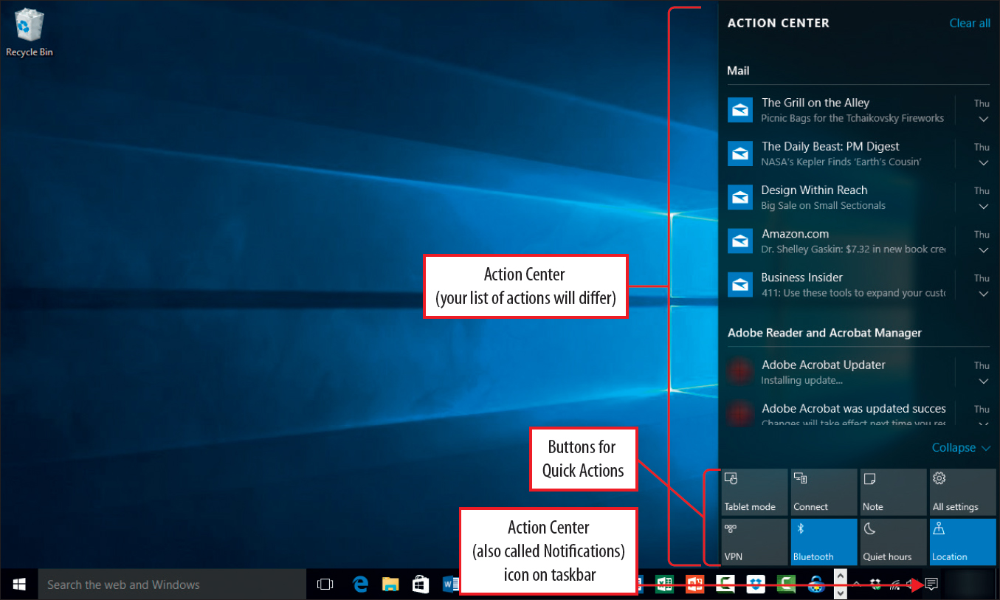 Recycle Bin
ACTION CENTER
Clear all
Mail
The Grill on the Alley
Thu
Picnic Bags for the Tchaikovsky Fireworks
The Daily Beast: PM Digest
Thu
NASA's Kepler Finds ‘Earth's Cousin’
Design Within Reach
Thu
Big Sale on Small Sectionals
Amazon.com
Thu
Dr. Shelley Gaskin: $7.32 in new book cre
Business Insider
Thu
411: Use these tools to expand your custo
Action Center
(your list of actions will differ)
Adobe Reader and Acrobat Manager
Adobe Acrobat Updater
Thu
Installing update...
Adobe Acrobat was updated succes
Thu
Changes will take effect next time you res
Collapse
Buttons for
Quick Actions
Tablet mode
Connect
Note
All settings
VPN
Bluetooth
Quiet hours
Location
Action Center
(also called Notifications)
icon on taskbar
Search the web and Windows